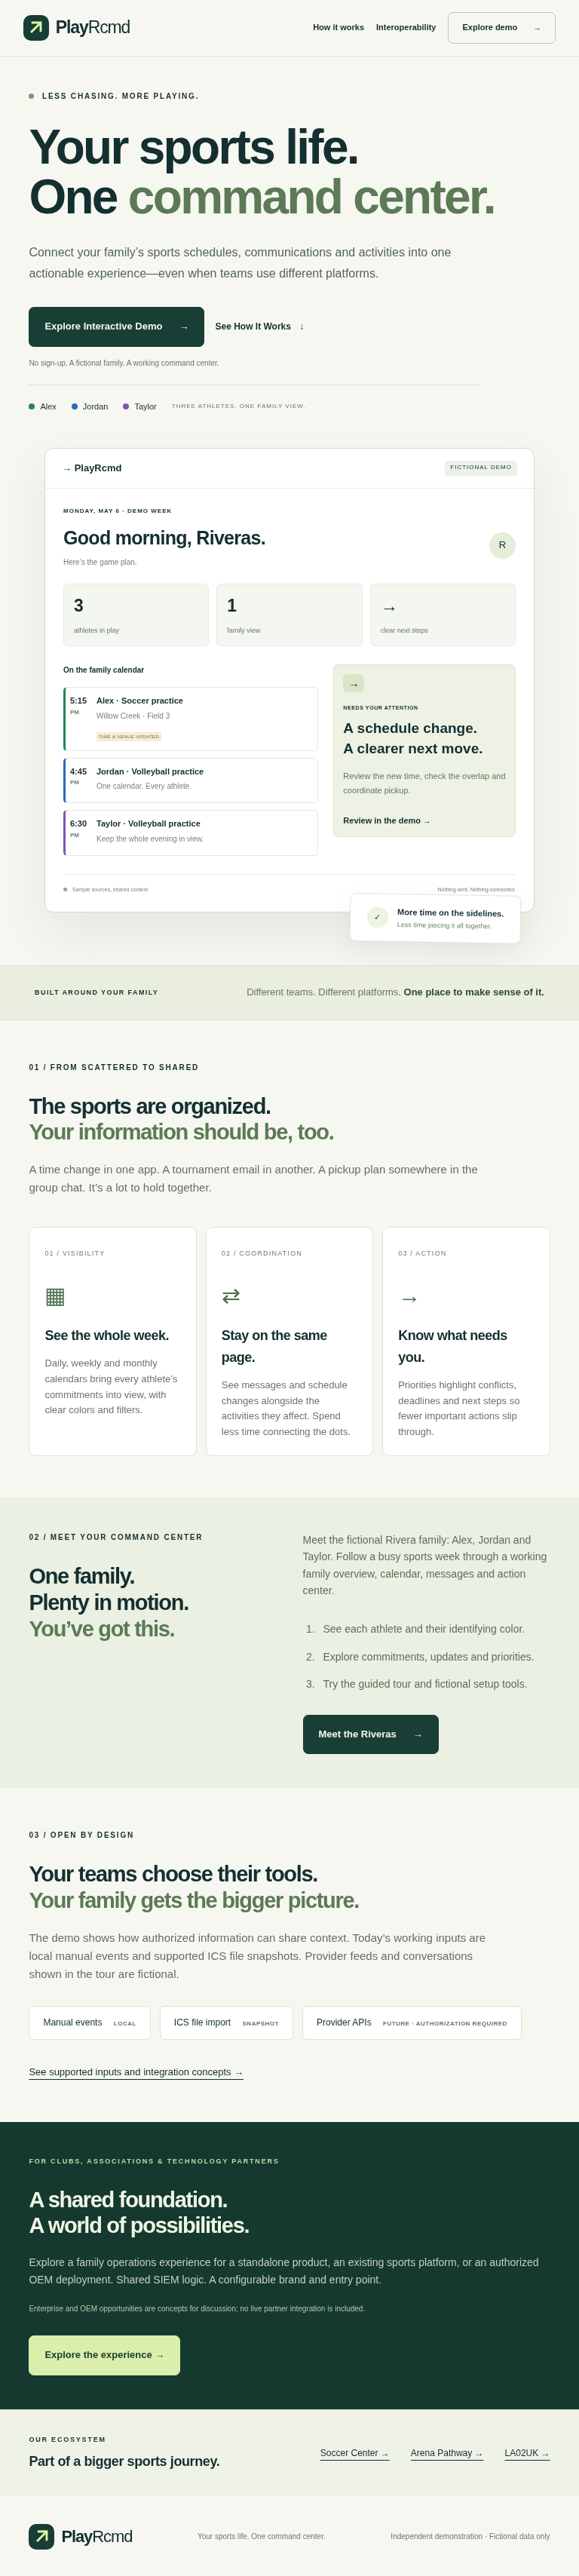 PlayRcmd
How it works Interoperability Explore demo →
LESS CHASING. MORE PLAYING.
Your sports life.
One command center.
Connect your family’s sports schedules, communications and activities into one
actionable experience—even when teams use different platforms.
Explore Interactive Demo →
See How It Works ↓
No sign-up. A fictional family. A working command center.
Alex Jordan Taylor THREE ATHLETES. ONE FAMILY VIEW.
→ PlayRcmd
FICTIONAL DEMO
MONDAY, MAY 6 · DEMO WEEK
Good morning, Riveras.
R
Here’s the game plan.
3
athletes in play
1
family view
→
clear next steps
On the family calendar
5:15 PM
Alex · Soccer practice
Willow Creek · Field 3
TIME & VENUE UPDATED
4:45 PM
Jordan · Volleyball practice
One calendar. Every athlete.
6:30 PM
Taylor · Volleyball practice
Keep the whole evening in view.
→
NEEDS YOUR ATTENTION
A schedule change.
A clearer next move.
Review the new time, check the overlap and
coordinate pickup.
Review in the demo →
Sample sources, shared context
Nothing sent. Nothing connected.
✓
More time on the sidelines.
Less time piecing it all together.
BUILT AROUND YOUR FAMILY
Different teams. Different platforms. One place to make sense of it.
01 / FROM SCATTERED TO SHARED
The sports are organized.
Your information should be, too.
A time change in one app. A tournament email in another. A pickup plan somewhere in the
group chat. It’s a lot to hold together.
01 / VISIBILITY
See the whole week.
Daily, weekly and monthly
calendars bring every athlete’s
commitments into view, with
clear colors and filters.
02 / COORDINATION
⇄
Stay on the same
page.
See messages and schedule
changes alongside the
activities they affect. Spend
less time connecting the dots.
03 / ACTION
→
Know what needs
you.
Priorities highlight conflicts,
deadlines and next steps so
fewer important actions slip
through.
02 / MEET YOUR COMMAND CENTER
One family.
Plenty in motion.
You’ve got this.
Meet the fictional Rivera family: Alex, Jordan and
Taylor. Follow a busy sports week through a working
family overview, calendar, messages and action
center.
1. See each athlete and their identifying color.
2. Explore commitments, updates and priorities.
3. Try the guided tour and fictional setup tools.
Meet the Riveras →
03 / OPEN BY DESIGN
Your teams choose their tools.
Your family gets the bigger picture.
The demo shows how authorized information can share context. Today’s working inputs are
local manual events and supported ICS file snapshots. Provider feeds and conversations
shown in the tour are fictional.
Manual events LOCAL
ICS file import SNAPSHOT
Provider APIs FUTURE · AUTHORIZATION REQUIRED
See supported inputs and integration concepts →
FOR CLUBS, ASSOCIATIONS & TECHNOLOGY PARTNERS
A shared foundation.
A world of possibilities.
Explore a family operations experience for a standalone product, an existing sports platform, or an authorized
OEM deployment. Shared SIEM logic. A configurable brand and entry point.
Enterprise and OEM opportunities are concepts for discussion; no live partner integration is included.
Explore the experience →
OUR ECOSYSTEM
Part of a bigger sports journey.
Soccer Center → Arena Pathway → LA02UK →
PlayRcmd
Your sports life. One command center.
Independent demonstration · Fictional data only